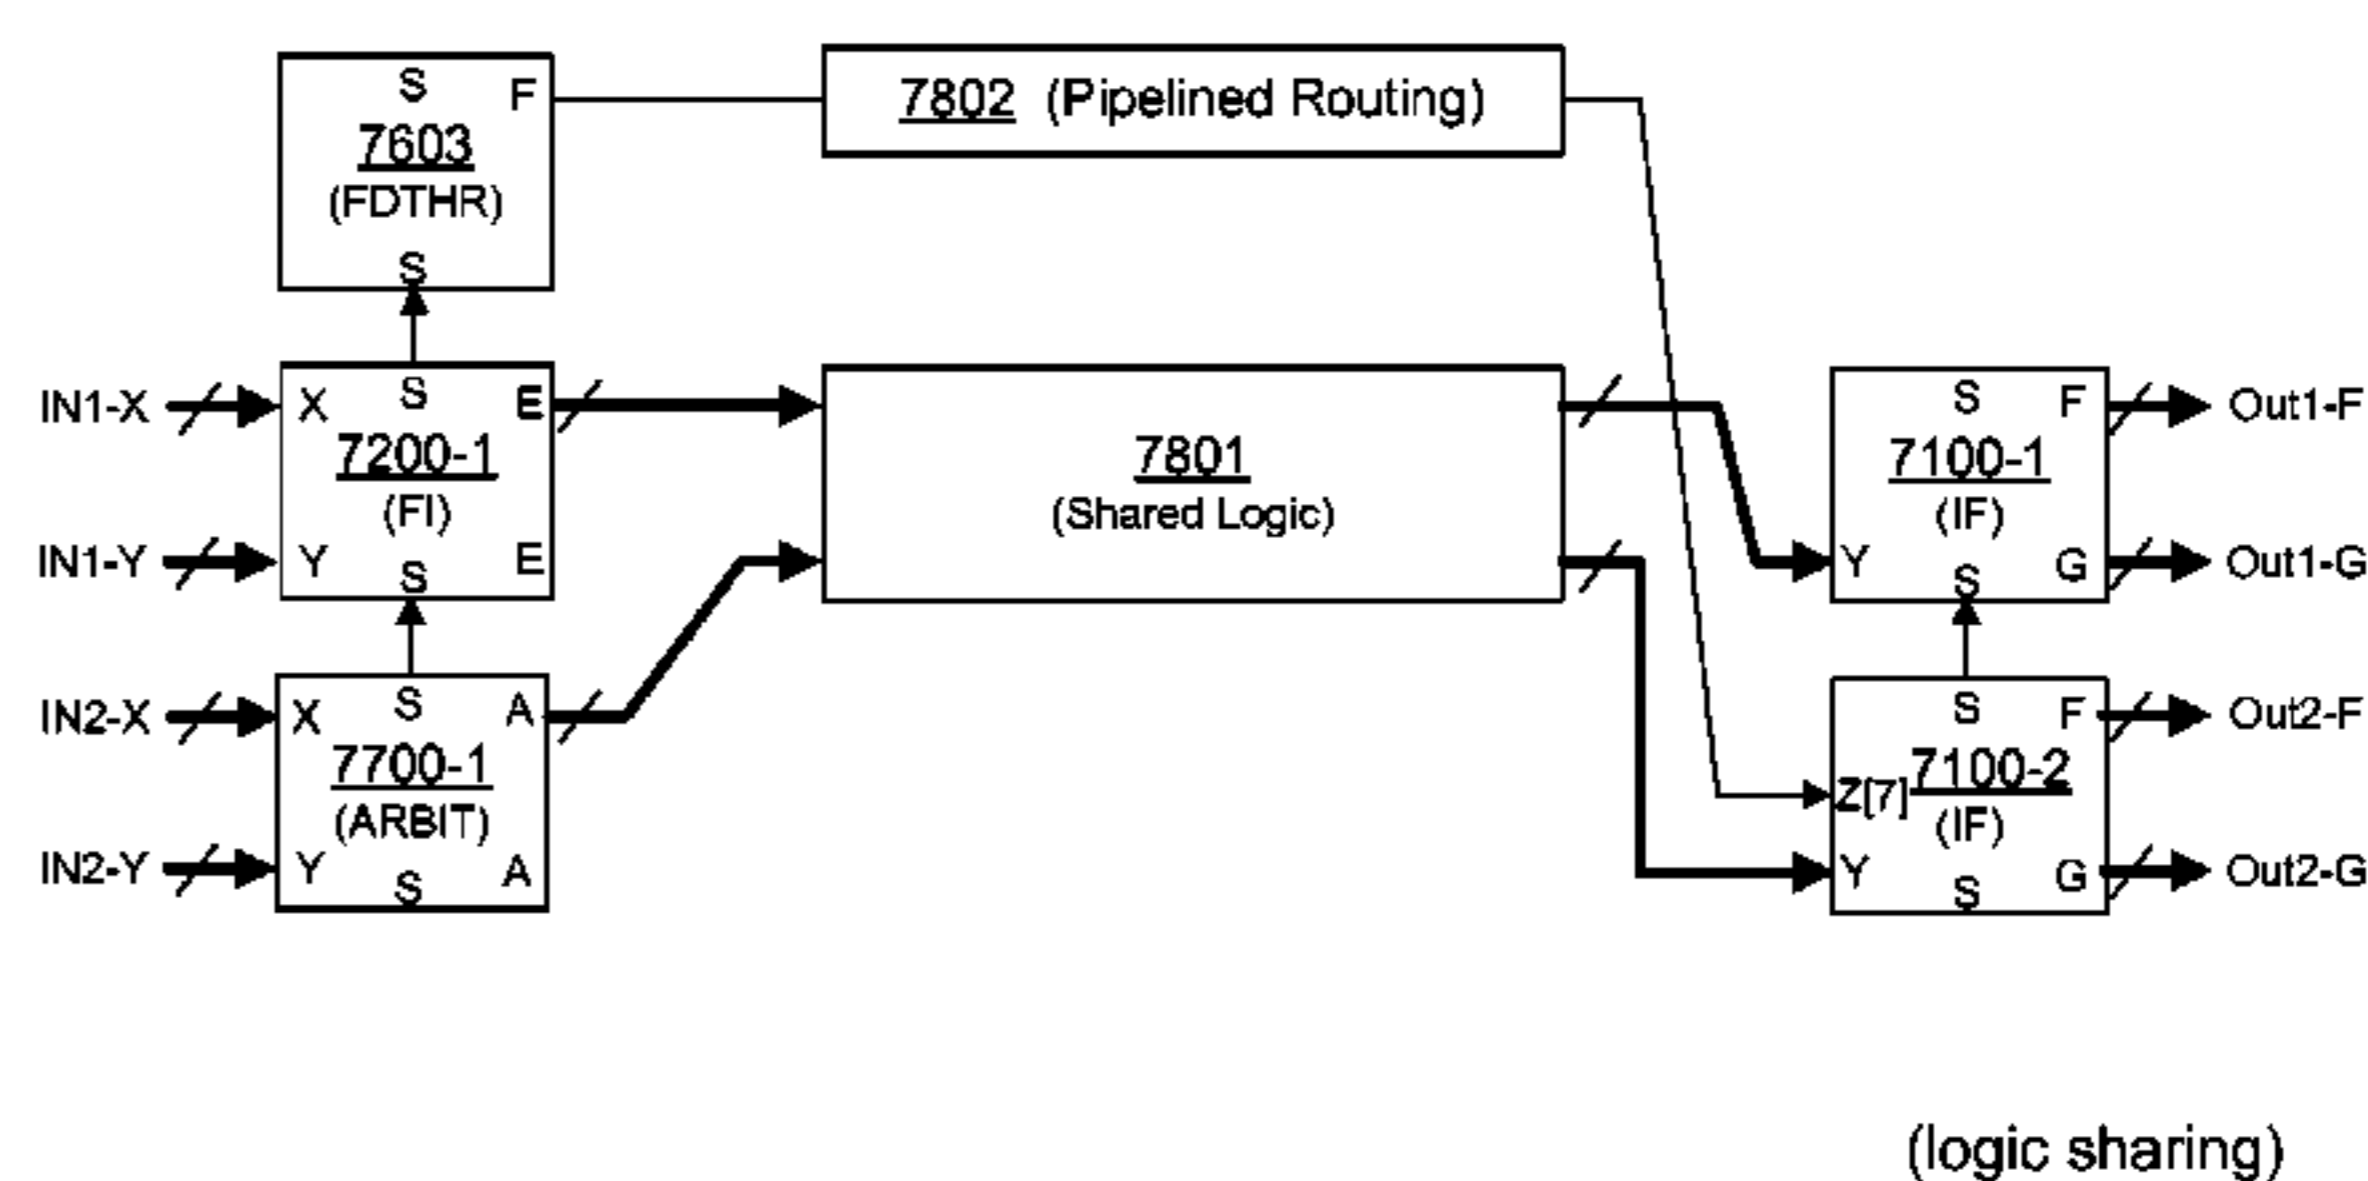 S F
7603
(FDTHR)
S
7802 (Pipelined Routing)
IN1-X X S E
7200-1
(FI)
IN1-Y Y S E
7801
(Shared Logic)
S F Out1-F
7100-1
(IF)
Y S G Out1-G
IN2-X X S A
7700-1
(ARBIT)
IN2-Y Y S A
S F Out2-F
Z[7] 7100-2
(IF)
Y S G Out2-G
(logic sharing)